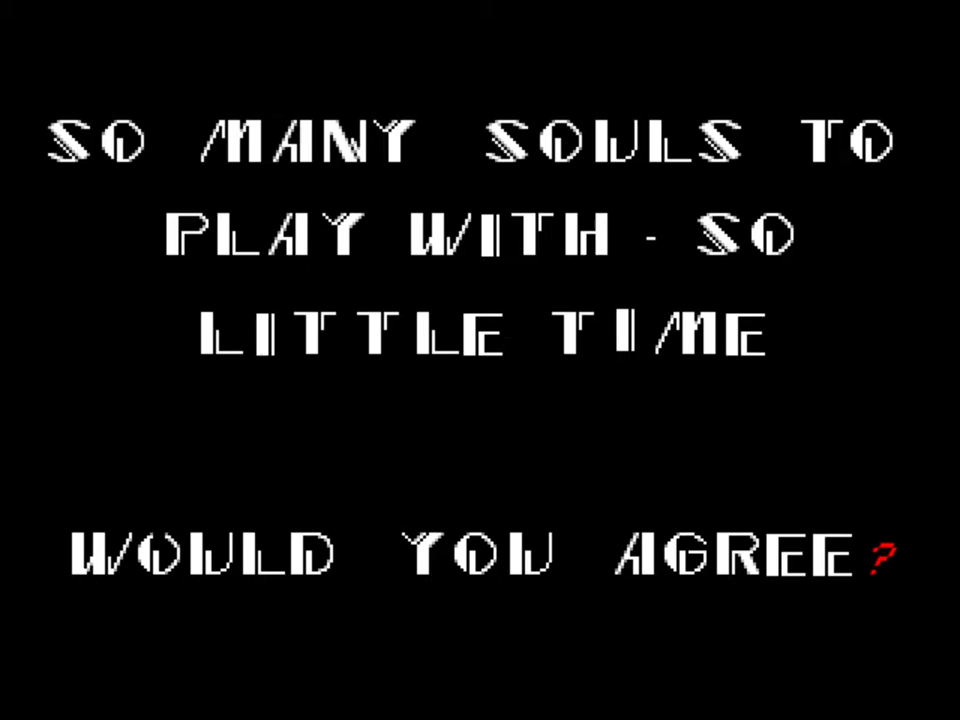 SO MANY SOULS TO
PLAY WITH - SO
LITTLE TIME
WOULD YOU AGREE?